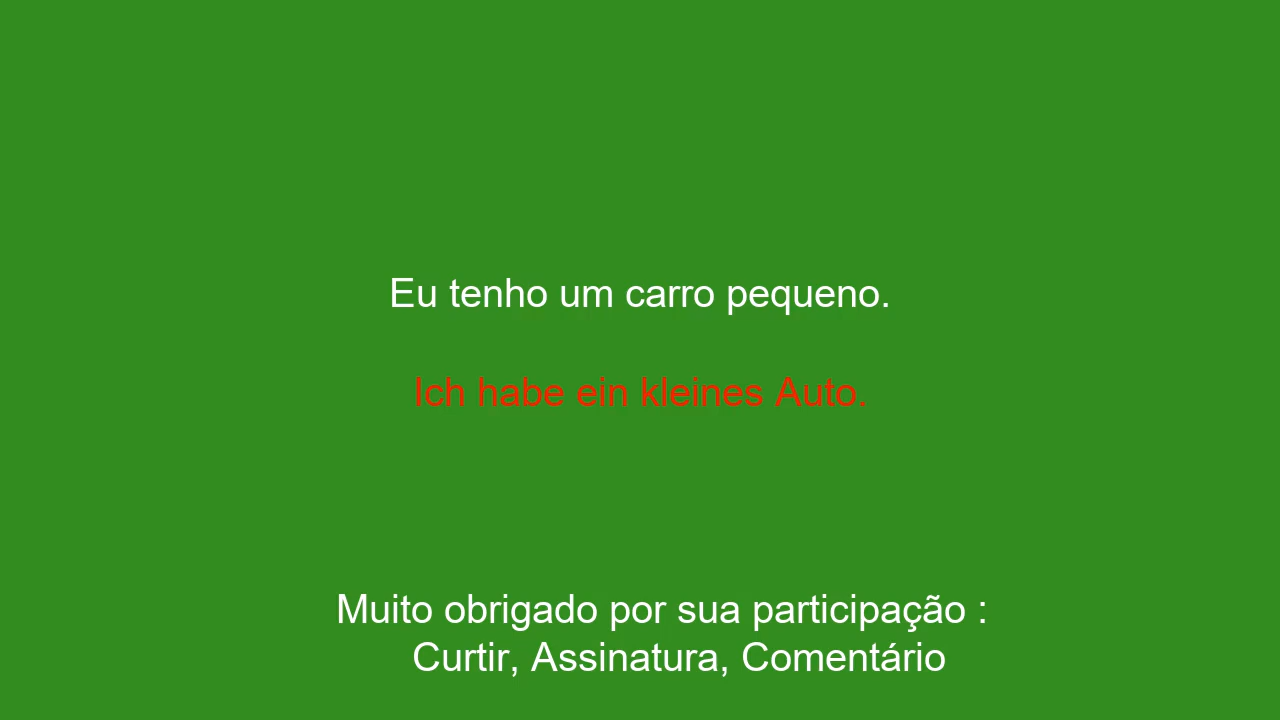 Eu tenho um carro pequeno.
Ich habe ein kleines Auto.
Muito obrigado por sua participação :
Curtir, Assinatura, Comentário